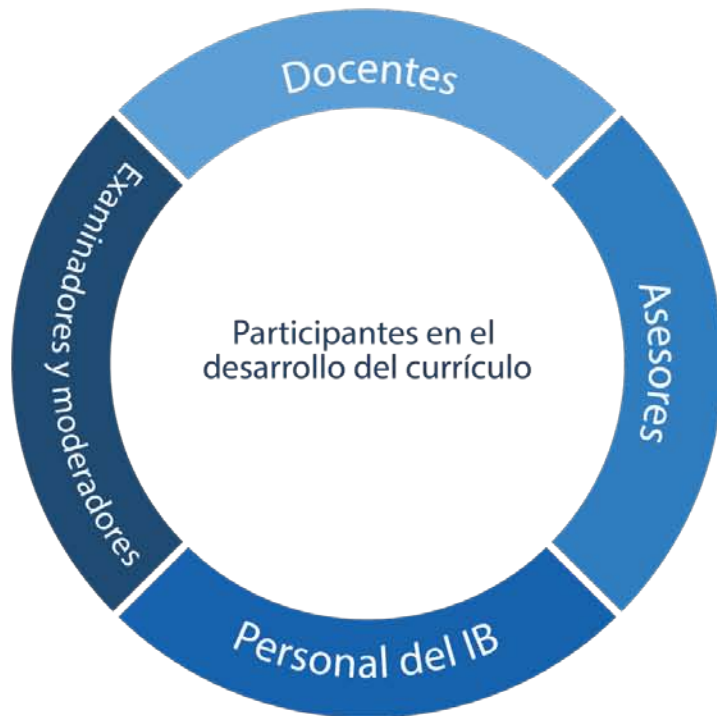 Docentes
Asesores
Personal del IB
Examinadores y moderadores
Participantes en el
desarrollo del currículo